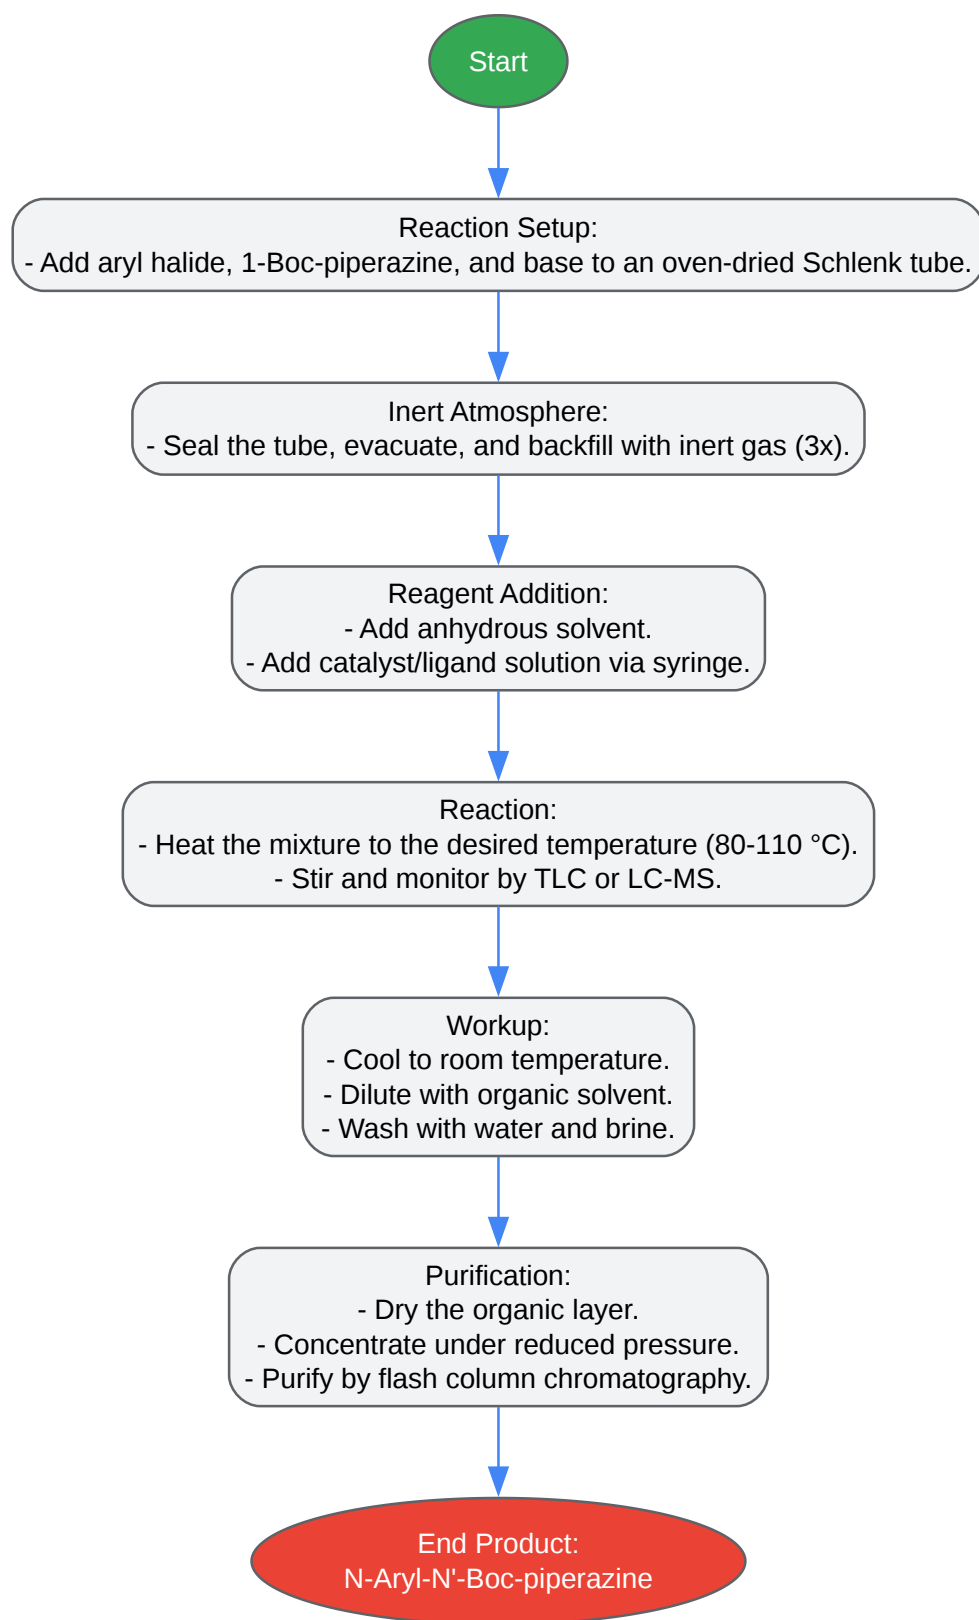 Start
Reaction Setup:
- Add aryl halide, 1-Boc-piperazine, and base to an oven-dried Schlenk tube.
Inert Atmosphere:
- Seal the tube, evacuate, and backfill with inert gas (3x).
Reagent Addition:
- Add anhydrous solvent.
- Add catalyst/ligand solution via syringe.
Reaction:
- Heat the mixture to the desired temperature (80-110 °C).
- Stir and monitor by TLC or LC-MS.
Workup:
- Cool to room temperature.
- Dilute with organic solvent.
- Wash with water and brine.
Purification:
- Dry the organic layer.
- Concentrate under reduced pressure.
- Purify by flash column chromatography.
End Product:
N-Aryl-N'-Boc-piperazine